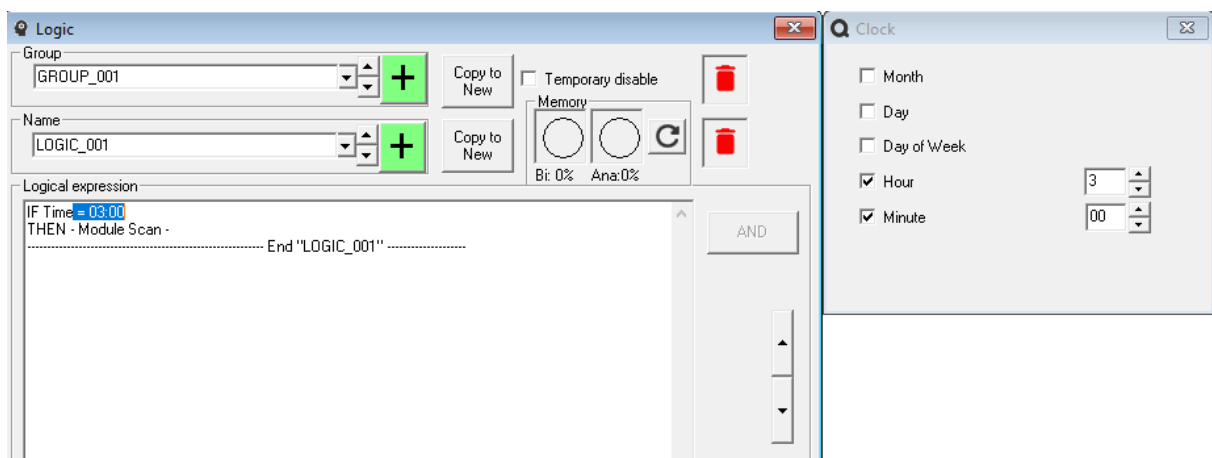 Logic
Group
GROUP_001
Copy to
New
Temporary disable
Name
LOGIC_001
Copy to
New
Memory
Bi: 0% Ana:0%
Logical expression
IF Time = 03:00
THEN - Module Scan -
---------------------------------------------------- End "LOGIC_001" --------------------
AND
Clock
Month
Day
Day of Week
Hour 3
Minute 00